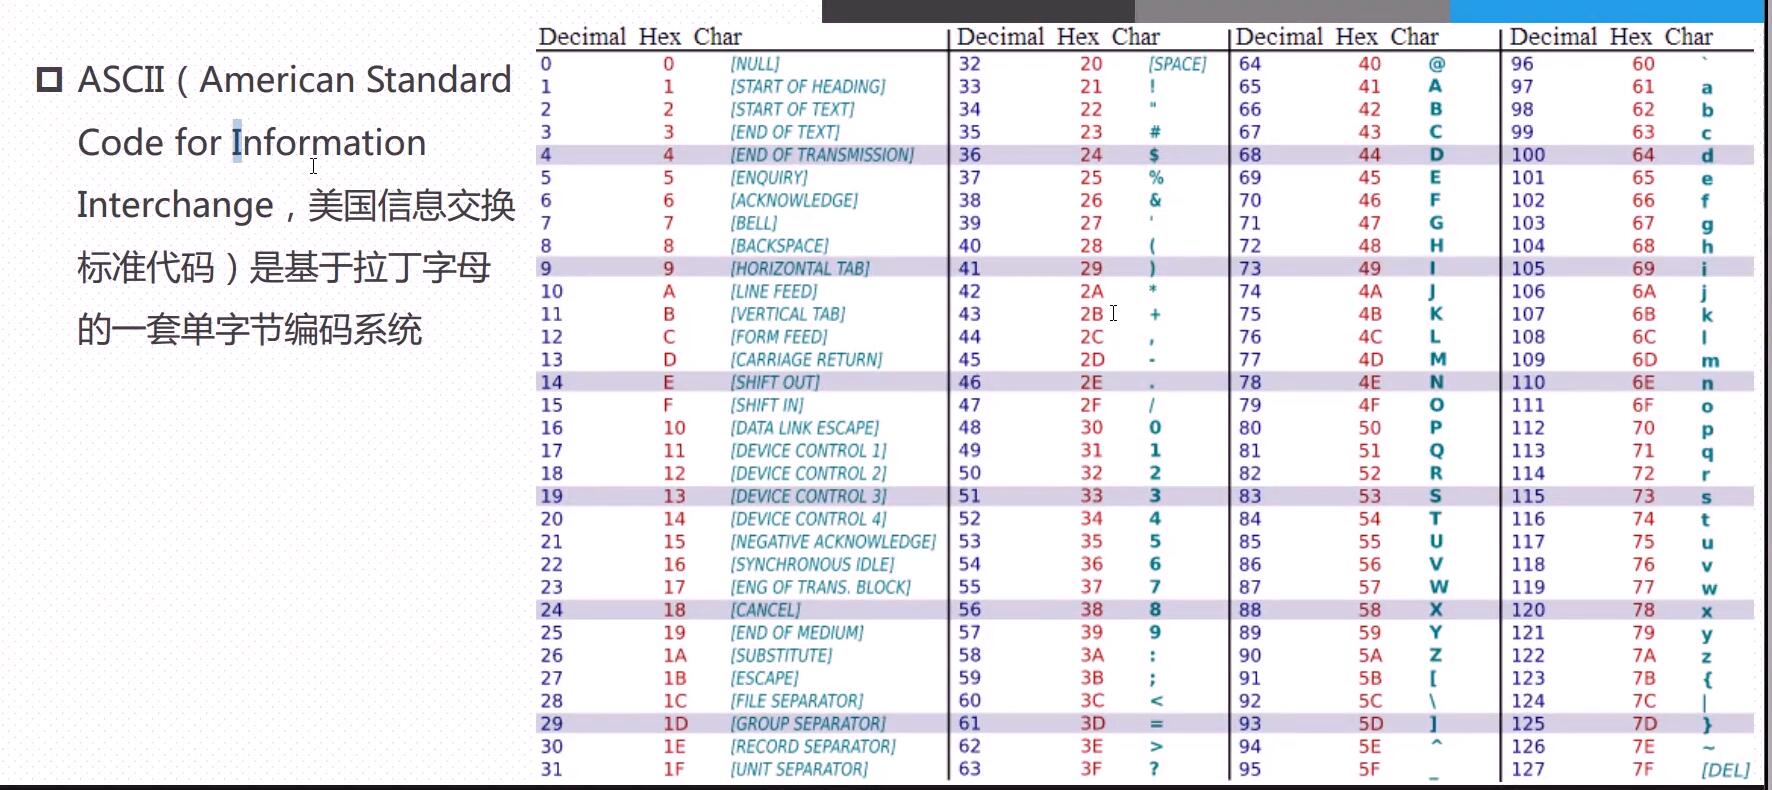 ASCII（American Standard
Code for Information
Interchange，美国信息交换
标准代码）是基于拉丁字母
的一套单字节编码系统
Decimal Hex Char Decimal Hex Char Decimal Hex Char Decimal Hex Char
0 0 [NULL] 32 20 [SPACE] 64 40 @ 96 60 `
1 1 [START OF HEADING] 33 21 ! 65 41 A 97 61 a
2 2 [START OF TEXT] 34 22 " 66 42 B 98 62 b
3 3 [END OF TEXT] 35 23 # 67 43 C 99 63 c
4 4 [END OF TRANSMISSION] 36 24 $ 68 44 D 100 64 d
5 5 [ENQUIRY] 37 25 % 69 45 E 101 65 e
6 6 [ACKNOWLEDGE] 38 26 & 70 46 F 102 66 f
7 7 [BELL] 39 27 ' 71 47 G 103 67 g
8 8 [BACKSPACE] 40 28 ( 72 48 H 104 68 h
9 9 [HORIZONTAL TAB] 41 29 ) 73 49 I 105 69 i
10 A [LINE FEED] 42 2A * 74 4A J 106 6A j
11 B [VERTICAL TAB] 43 2B + 75 4B K 107 6B k
12 C [FORM FEED] 44 2C , 76 4C L 108 6C l
13 D [CARRIAGE RETURN] 45 2D - 77 4D M 109 6D m
14 E [SHIFT OUT] 46 2E . 78 4E N 110 6E n
15 F [SHIFT IN] 47 2F / 79 4F O 111 6F o
16 10 [DATA LINK ESCAPE] 48 30 0 80 50 P 112 70 p
17 11 [DEVICE CONTROL 1] 49 31 1 81 51 Q 113 71 q
18 12 [DEVICE CONTROL 2] 50 32 2 82 52 R 114 72 r
19 13 [DEVICE CONTROL 3] 51 33 3 83 53 S 115 73 s
20 14 [DEVICE CONTROL 4] 52 34 4 84 54 T 116 74 t
21 15 [NEGATIVE ACKNOWLEDGE] 53 35 5 85 55 U 117 75 u
22 16 [SYNCHRONOUS IDLE] 54 36 6 86 56 V 118 76 v
23 17 [ENG OF TRANS. BLOCK] 55 37 7 87 57 W 119 77 w
24 18 [CANCEL] 56 38 8 88 58 X 120 78 x
25 19 [END OF MEDIUM] 57 39 9 89 59 Y 121 79 y
26 1A [SUBSTITUTE] 58 3A : 90 5A Z 122 7A z
27 1B [ESCAPE] 59 3B ; 91 5B [ 123 7B {
28 1C [FILE SEPARATOR] 60 3C < 92 5C \ 124 7C |
29 1D [GROUP SEPARATOR] 61 3D = 93 5D ] 125 7D }
30 1E [RECORD SEPARATOR] 62 3E > 94 5E ^ 126 7E ~
31 1F [UNIT SEPARATOR] 63 3F ? 95 5F _ 127 7F [DEL]